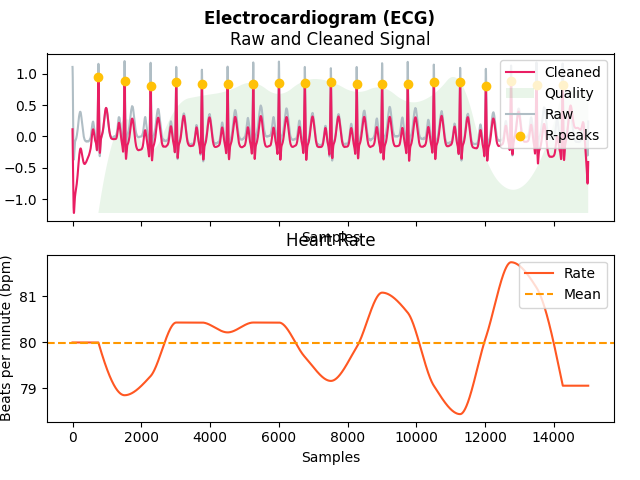 Electrocardiogram (ECG)
Raw and Cleaned Signal
1.0
0.5
0.0
−0.5
−1.0
Cleaned
Quality
Raw
R-peaks
Samples
Heart Rate
Beats per minute (bpm)
81
80
79
Rate
Mean
0 2000 4000 6000 8000 10000 12000 14000
Samples